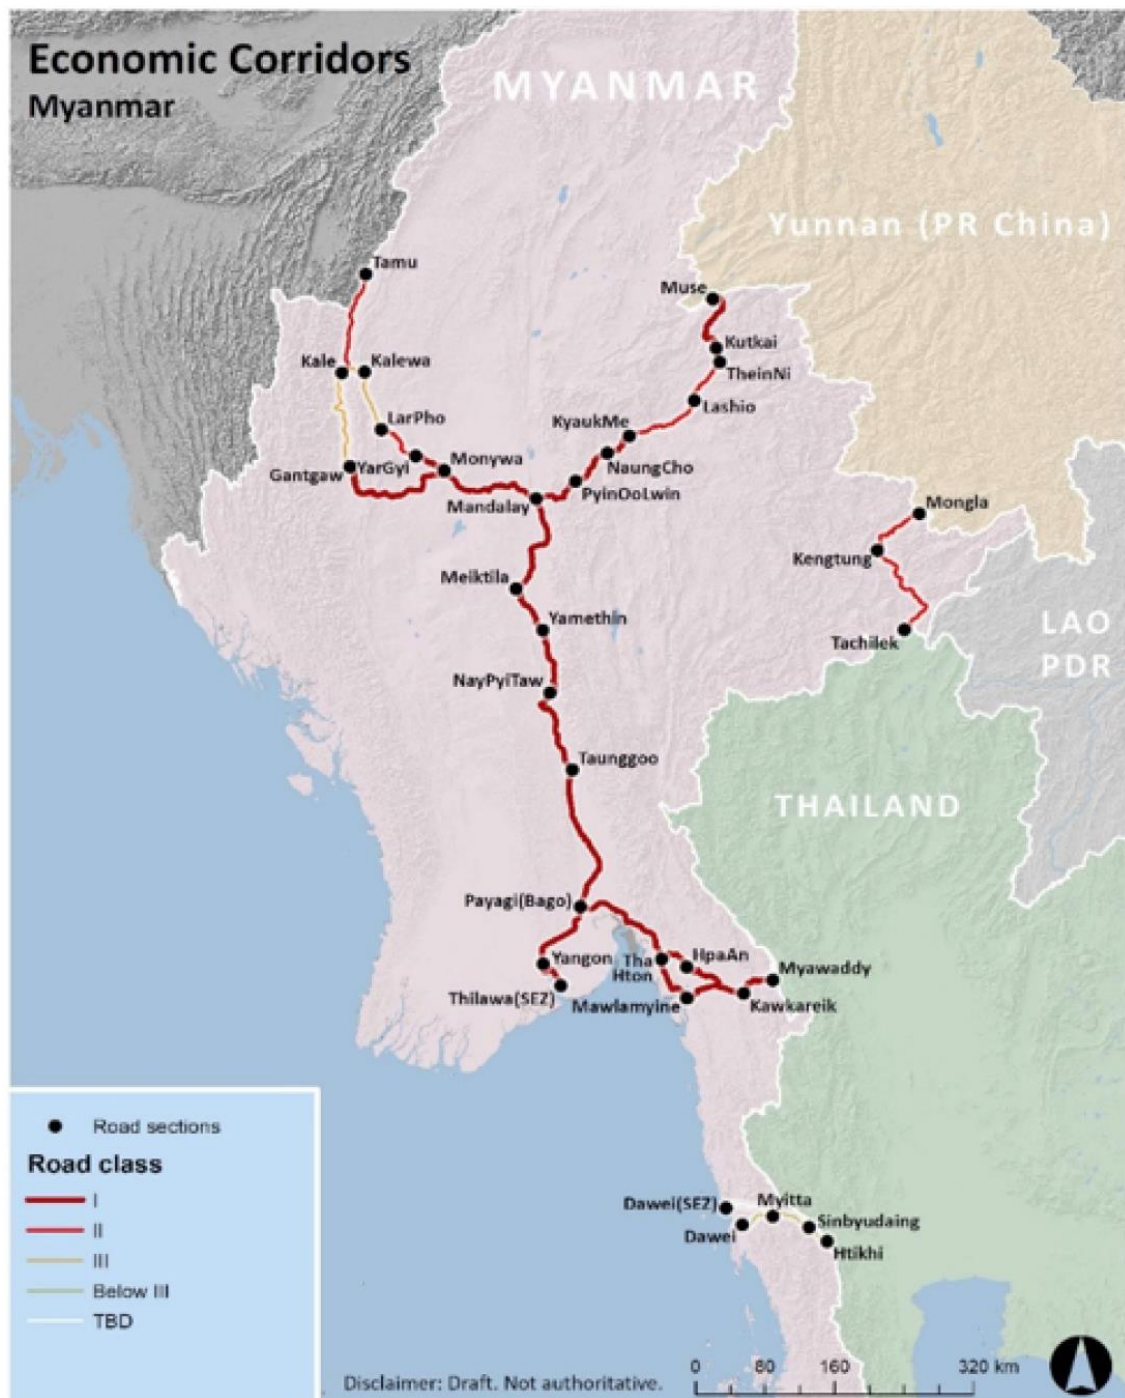 Economic Corridors
Myanmar
MYANMAR
Yunnan (PR China)
Tamu
Muse
Kutkai
Kale
Kalewa
TheinNi
Lashio
LarPho
KyaukMe
Gantgaw
YarGyi
Monywa
NaungCho
Mandalay
PyinOoLwin
Mongla
Kengtung
Meiktila
Yamethin
Tachilek
LAO
PDR
NayPyiTaw
Taunggoo
THAILAND
Payagi(Bago)
Yangon
Tha
Hton
HpaAn
Myawaddy
Thilawa(SEZ)
Mawlamyine
Kawkareik
Road sections
Road class
I
II
III
Below III
TBD
Dawei(SEZ)
Myitta
Dawei
Sinbyudaing
Htikhi
0 80 160 320 km
Disclaimer: Draft. Not authoritative.